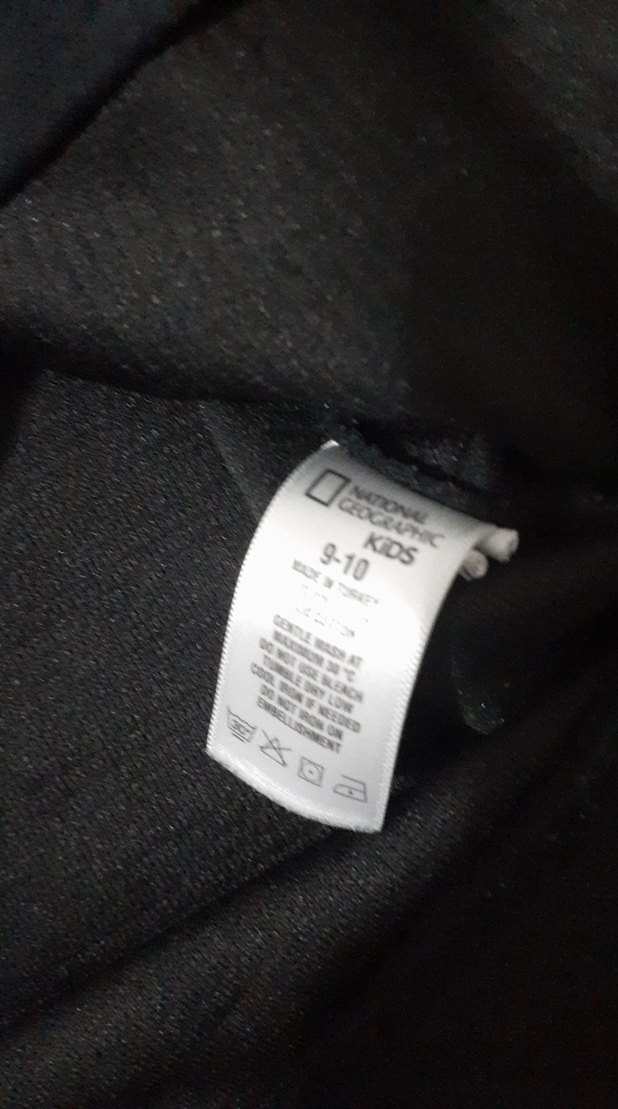 NATIONAL
GEOGRAPHIC
KiDS
9-10
MADE IN TURKEY
GENTLE WASH AT
MAXIMUM 30 °C
DO NOT USE BLEACH
TUMBLE DRY LOW
COOL IRON IF NEEDED
DO NOT IRON ON
EMBELLISHMENT
30°